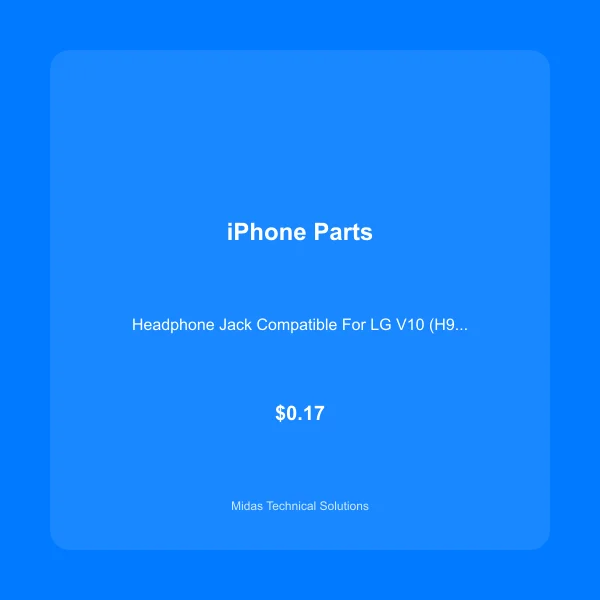 iPhone Parts
Headphone Jack Compatible For LG V10 (H9...
$0.17
Midas Technical Solutions